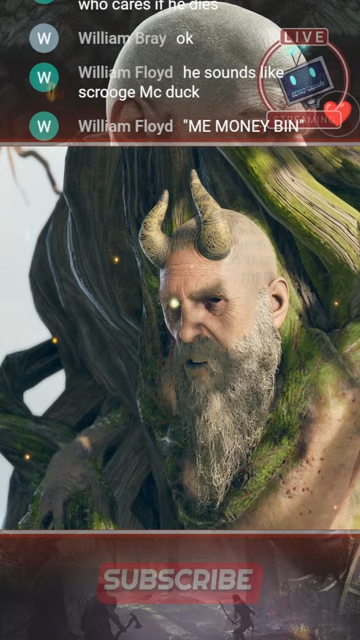 who cares if he dies
W William Bray ok
W William Floyd he sounds like
scrooge Mc duck
W William Floyd "ME MONEY BIN"
LIVE
STREAMING
SUBSCRIBE